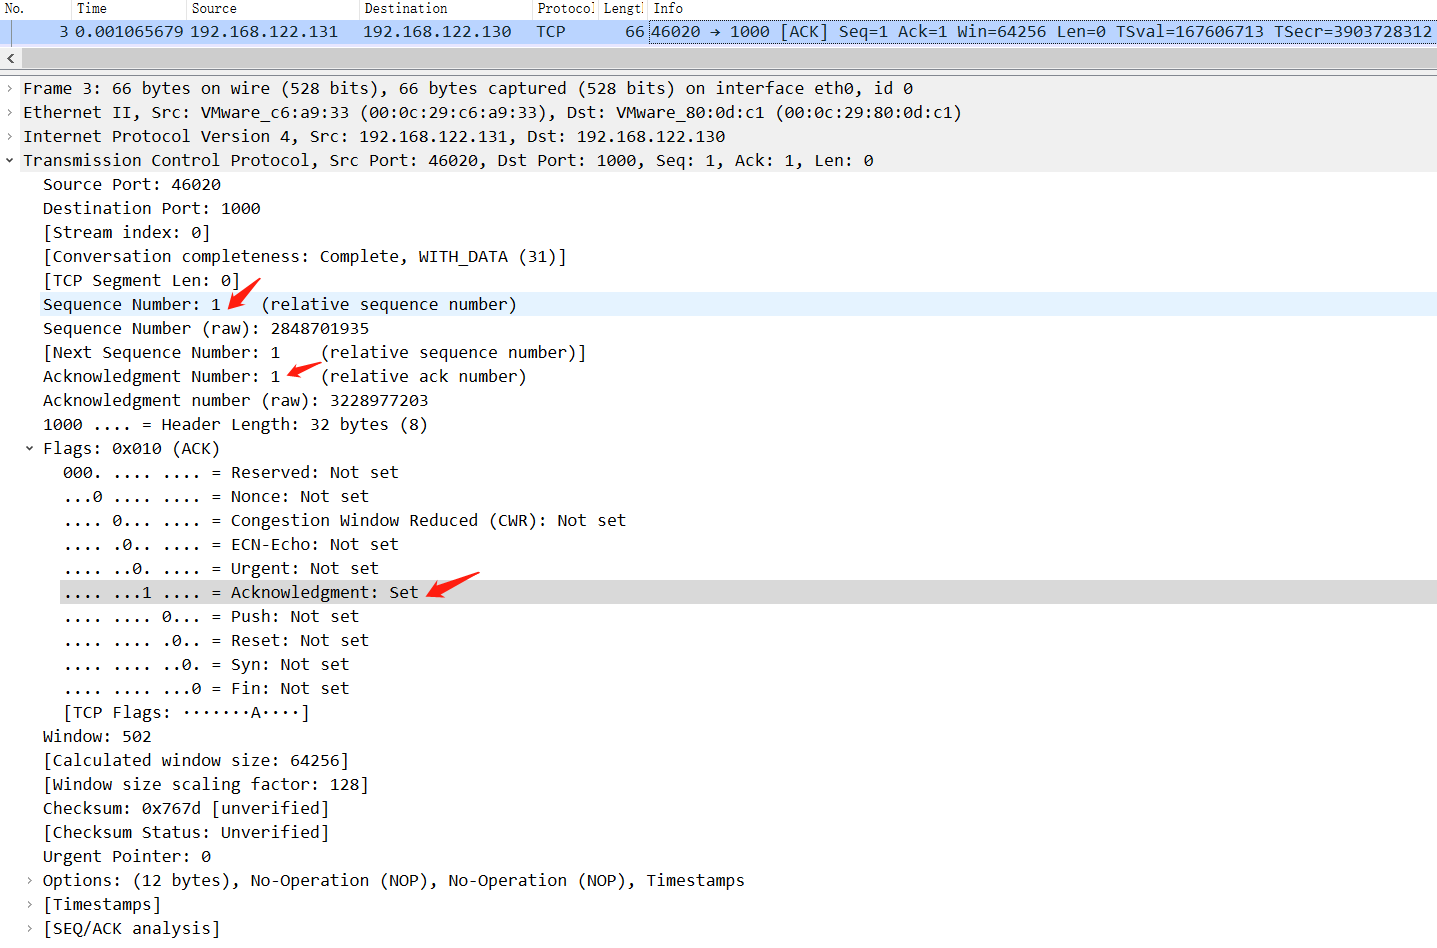 No. Time Source Destination Protocol Lengtl Info
3 0.001065679 192.168.122.131 192.168.122.130 TCP 66 46020 → 1000 [ACK] Seq=1 Ack=1 Win=64256 Len=0 TSval=167606713 TSecr=3903728312
Frame 3: 66 bytes on wire (528 bits), 66 bytes captured (528 bits) on interface eth0, id 0
Ethernet II, Src: VMware_c6:a9:33 (00:0c:29:c6:a9:33), Dst: VMware_80:0d:c1 (00:0c:29:80:0d:c1)
Internet Protocol Version 4, Src: 192.168.122.131, Dst: 192.168.122.130
Transmission Control Protocol, Src Port: 46020, Dst Port: 1000, Seq: 1, Ack: 1, Len: 0
Source Port: 46020
Destination Port: 1000
[Stream index: 0]
[Conversation completeness: Complete, WITH_DATA (31)]
[TCP Segment Len: 0]
Sequence Number: 1 (relative sequence number)
Sequence Number (raw): 2848701935
[Next Sequence Number: 1 (relative sequence number)]
Acknowledgment Number: 1 (relative ack number)
Acknowledgment number (raw): 3228977203
1000 .... = Header Length: 32 bytes (8)
Flags: 0x010 (ACK)
000. .... .... = Reserved: Not set
...0 .... .... = Nonce: Not set
.... 0... .... = Congestion Window Reduced (CWR): Not set
.... .0.. .... = ECN-Echo: Not set
.... ..0. .... = Urgent: Not set
.... ...1 .... = Acknowledgment: Set
.... .... 0... = Push: Not set
.... .... .0.. = Reset: Not set
.... .... ..0. = Syn: Not set
.... .... ...0 = Fin: Not set
[TCP Flags: ·······A····]
Window: 502
[Calculated window size: 64256]
[Window size scaling factor: 128]
Checksum: 0x767d [unverified]
[Checksum Status: Unverified]
Urgent Pointer: 0
Options: (12 bytes), No-Operation (NOP), No-Operation (NOP), Timestamps
[Timestamps]
[SEQ/ACK analysis]